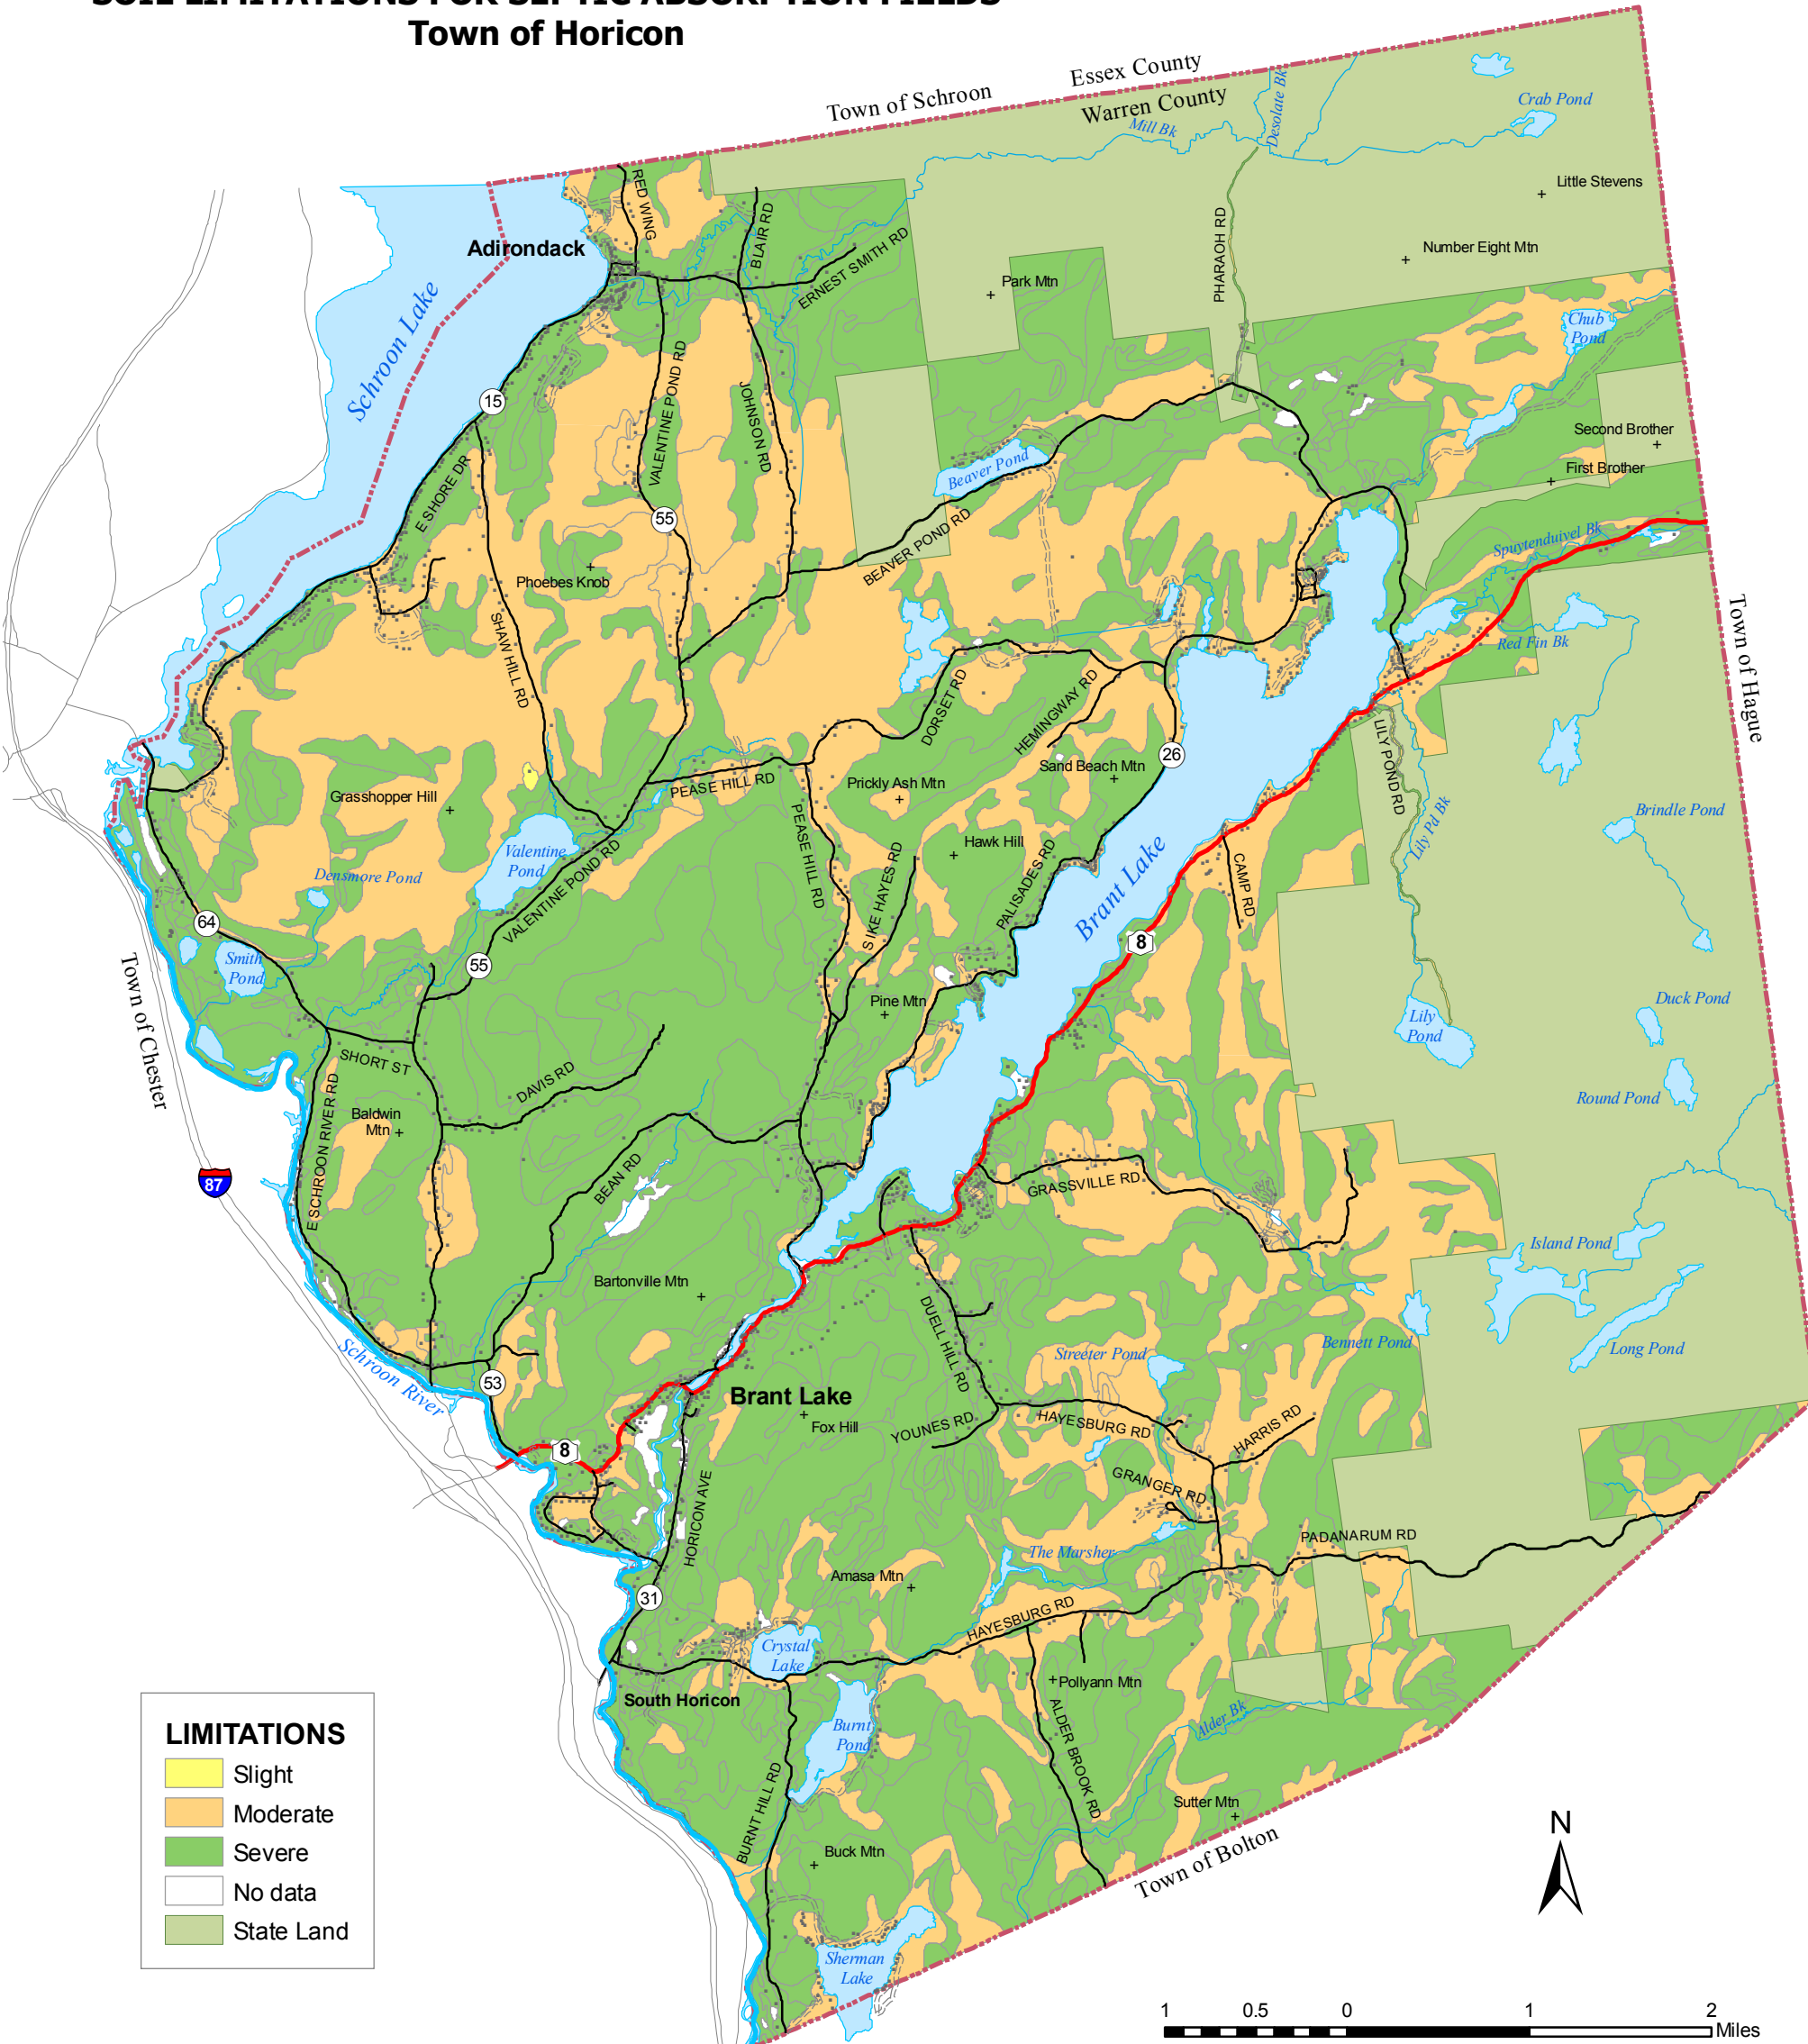 SOIL LIMITATIONS FOR SEPTIC ABSORPTION FIELDS
Town of Horicon
Town of Schroon
Essex County
Warren County
Mill Bk
Desolate Bk
Crab Pond
Little Stevens
Number Eight Mtn
PHARAOH RD
Park Mtn
RED WING
BLAIR RD
ERNEST SMITH RD
Adirondack
Schroon Lake
15
E SHORE DR
VALENTINE POND RD
JOHNSON RD
55
Phoebes Knob
SHAW HILL RD
Beaver Pond
BEAVER POND RD
Chub
Pond
Second Brother
First Brother
Spuytenduivel Bk
Red Fin Bk
Town of Hague
DORSET RD
HEMINGWAY RD
26
Sand Beach Mtn
LILY POND RD
Lily Pd Bk
Brindle Pond
PEASE HILL RD
Prickly Ash Mtn
Grasshopper Hill
Valentine
Pond
VALENTINE POND RD
PEASE HILL RD
SIKE HAYES RD
Hawk Hill
PALISADES RD
Brant Lake
CAMP RD
8
Densmore Pond
64
Smith
Pond
55
Pine Mtn
Lily
Pond
Duck Pond
Round Pond
Town of Chester
SHORT ST
DAVIS RD
Baldwin
Mtn
E SCHROON RIVER RD
87
BEAN RD
GRASSVILLE RD
Island Pond
Long Pond
Bennett Pond
Bartonville Mtn
DUELL HILL RD
Streeter Pond
Schroon River
53
Brant Lake
Fox Hill
YOUNES RD
HAYESBURG RD
HARRIS RD
GRANGER RD
8
HORICON AVE
PADANARUM RD
The Marsher
Amasa Mtn
31
HAYESBURG RD
Crystal
Lake
South Horicon
Pollyann Mtn
Burnt
Pond
Alder Bk
ALDER BROOK RD
BURNT HILL RD
Sutter Mtn
Buck Mtn
Town of Bolton
Sherman
Lake
LIMITATIONS
Slight
Moderate
Severe
No data
State Land
N
1 0.5 0 1 2
Miles